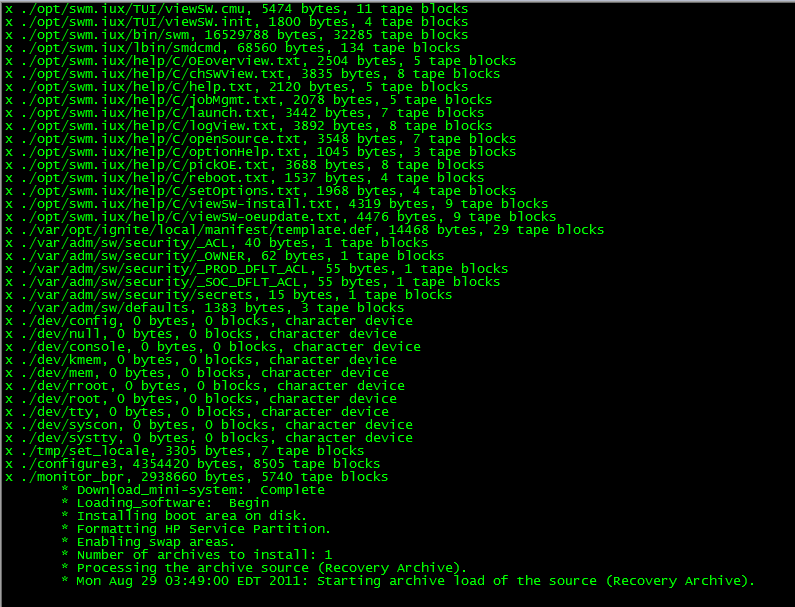 x ./opt/swm.iux/TUI/viewSW.cmu, 5474 bytes, 11 tape blocks
x ./opt/swm.iux/TUI/viewSW.init, 1800 bytes, 4 tape blocks
x ./opt/swm.iux/bin/swm, 16529788 bytes, 32285 tape blocks
x ./opt/swm.iux/lbin/smdcmd, 68560 bytes, 134 tape blocks
x ./opt/swm.iux/help/C/OEoverview.txt, 2504 bytes, 5 tape blocks
x ./opt/swm.iux/help/C/chSWView.txt, 3835 bytes, 8 tape blocks
x ./opt/swm.iux/help/C/help.txt, 2120 bytes, 5 tape blocks
x ./opt/swm.iux/help/C/jobMgmt.txt, 2078 bytes, 5 tape blocks
x ./opt/swm.iux/help/C/launch.txt, 3442 bytes, 7 tape blocks
x ./opt/swm.iux/help/C/logView.txt, 3892 bytes, 8 tape blocks
x ./opt/swm.iux/help/C/openSource.txt, 3548 bytes, 7 tape blocks
x ./opt/swm.iux/help/C/optionHelp.txt, 1045 bytes, 3 tape blocks
x ./opt/swm.iux/help/C/pickOE.txt, 3688 bytes, 8 tape blocks
x ./opt/swm.iux/help/C/reboot.txt, 1537 bytes, 4 tape blocks
x ./opt/swm.iux/help/C/setOptions.txt, 1968 bytes, 4 tape blocks
x ./opt/swm.iux/help/C/viewSW-install.txt, 4319 bytes, 9 tape blocks
x ./opt/swm.iux/help/C/viewSW-oeupdate.txt, 4476 bytes, 9 tape blocks
x ./var/opt/ignite/local/manifest/template.def, 14468 bytes, 29 tape blocks
x ./var/adm/sw/security/_ACL, 40 bytes, 1 tape blocks
x ./var/adm/sw/security/_OWNER, 62 bytes, 1 tape blocks
x ./var/adm/sw/security/_PROD_DFLT_ACL, 55 bytes, 1 tape blocks
x ./var/adm/sw/security/_SOC_DFLT_ACL, 55 bytes, 1 tape blocks
x ./var/adm/sw/security/secrets, 15 bytes, 1 tape blocks
x ./var/adm/sw/defaults, 1383 bytes, 3 tape blocks
x ./dev/config, 0 bytes, 0 blocks, character device
x ./dev/null, 0 bytes, 0 blocks, character device
x ./dev/console, 0 bytes, 0 blocks, character device
x ./dev/kmem, 0 bytes, 0 blocks, character device
x ./dev/mem, 0 bytes, 0 blocks, character device
x ./dev/rroot, 0 bytes, 0 blocks, character device
x ./dev/root, 0 bytes, 0 blocks, character device
x ./dev/tty, 0 bytes, 0 blocks, character device
x ./dev/syscon, 0 bytes, 0 blocks, character device
x ./dev/systty, 0 bytes, 0 blocks, character device
x ./tmp/set_locale, 3305 bytes, 7 tape blocks
x ./configure3, 4354420 bytes, 8505 tape blocks
x ./monitor_bpr, 2938660 bytes, 5740 tape blocks
* Download_mini-system:  Complete
* Loading_software:  Begin
* Installing boot area on disk.
* Formatting HP Service Partition.
* Enabling swap areas.
* Number of archives to install: 1
* Processing the archive source (Recovery Archive).
* Mon Aug 29 03:49:00 EDT 2011: Starting archive load of the source (Recovery Archive).